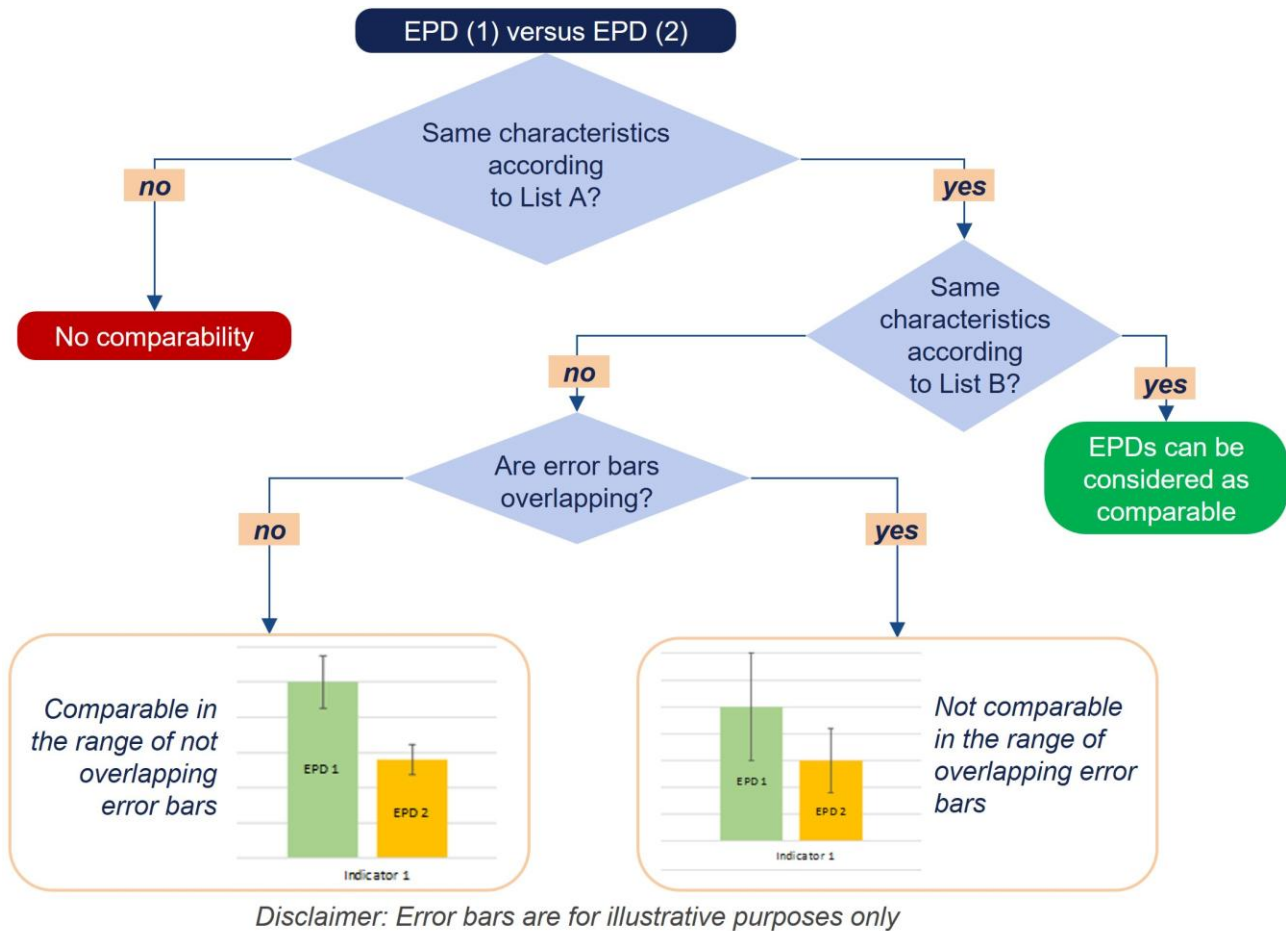 EPD (1) versus EPD (2)
Same characteristics
according
to List A?
no
yes
No comparability
Same
characteristics
according
to List B?
no
yes
EPDs can be
considered as
comparable
Are error bars
overlapping?
no
yes
Comparable in
the range of not
overlapping
error bars
EPD 1
EPD 2
Indicator 1
EPD 1
EPD 2
Indicator 1
Not comparable
in the range of
overlapping error
bars
Disclaimer: Error bars are for illustrative purposes only